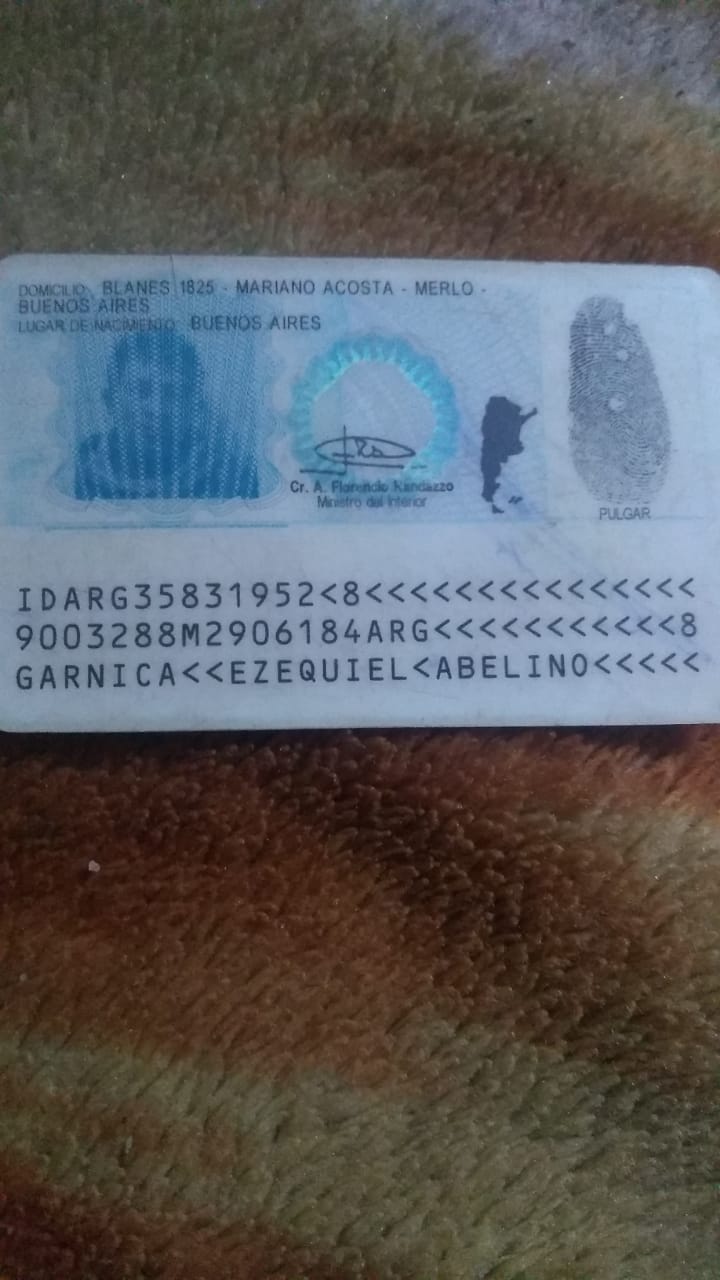 DOMICILIO: BLANES 1825 - MARIANO ACOSTA - MERLO -
BUENOS AIRES
LUGAR DE NACIMIENTO: BUENOS AIRES
Cr. A. Florencio Randazzo
Ministro del Interior
PULGAR
IDARG35831952<8<<<<<<<<<<<<<<<
9003288M2906184ARG<<<<<<<<<<<8
GARNICA<<EZEQUIEL<ABELINO<<<<<